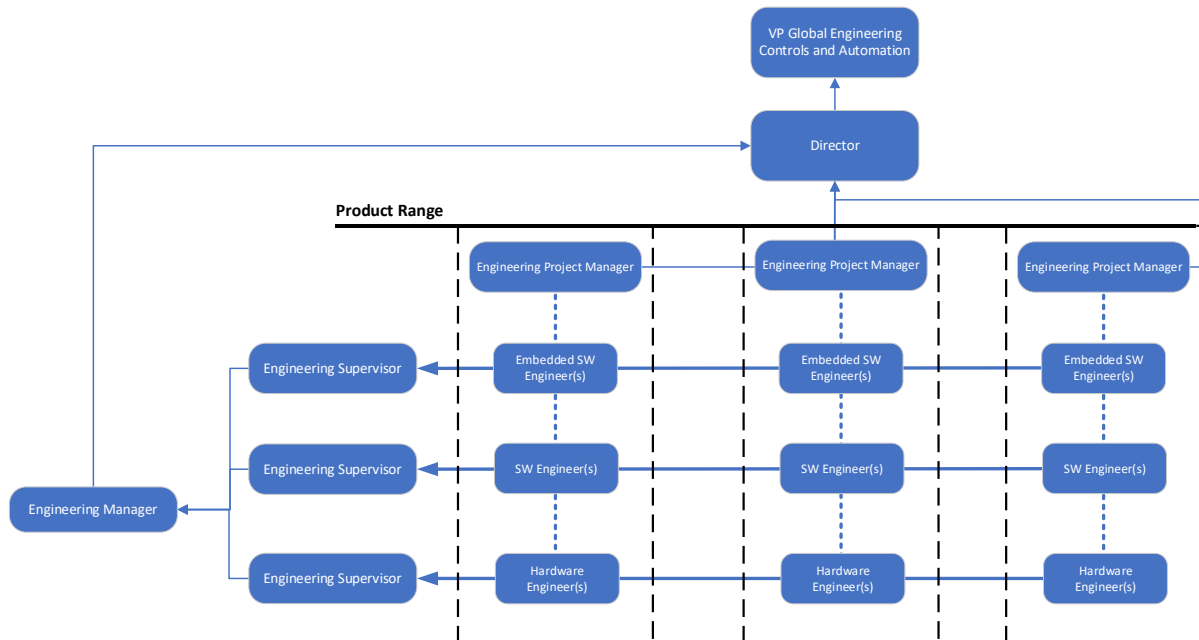 VP Global Engineering
Controls and Automation
Director
Product Range
Engineering Project Manager
Engineering Project Manager
Engineering Project Manager
Engineering Supervisor
Embedded SW
Engineer(s)
Embedded SW
Engineer(s)
Embedded SW
Engineer(s)
Engineering Supervisor
SW Engineer(s)
SW Engineer(s)
SW Engineer(s)
Engineering Manager
Engineering Supervisor
Hardware
Engineer(s)
Hardware
Engineer(s)
Hardware
Engineer(s)